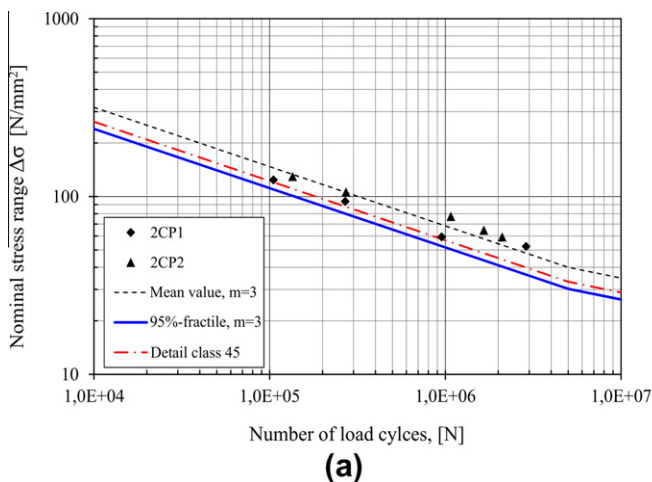 1000
100
10
Nominal stress range Δσ [N/mm²]
2CP1
2CP2
Mean value, m=3
95%-fractile, m=3
Detail class 45
1,0E+04 1,0E+05 1,0E+06 1,0E+07
Number of load cylces, [N]
(a)